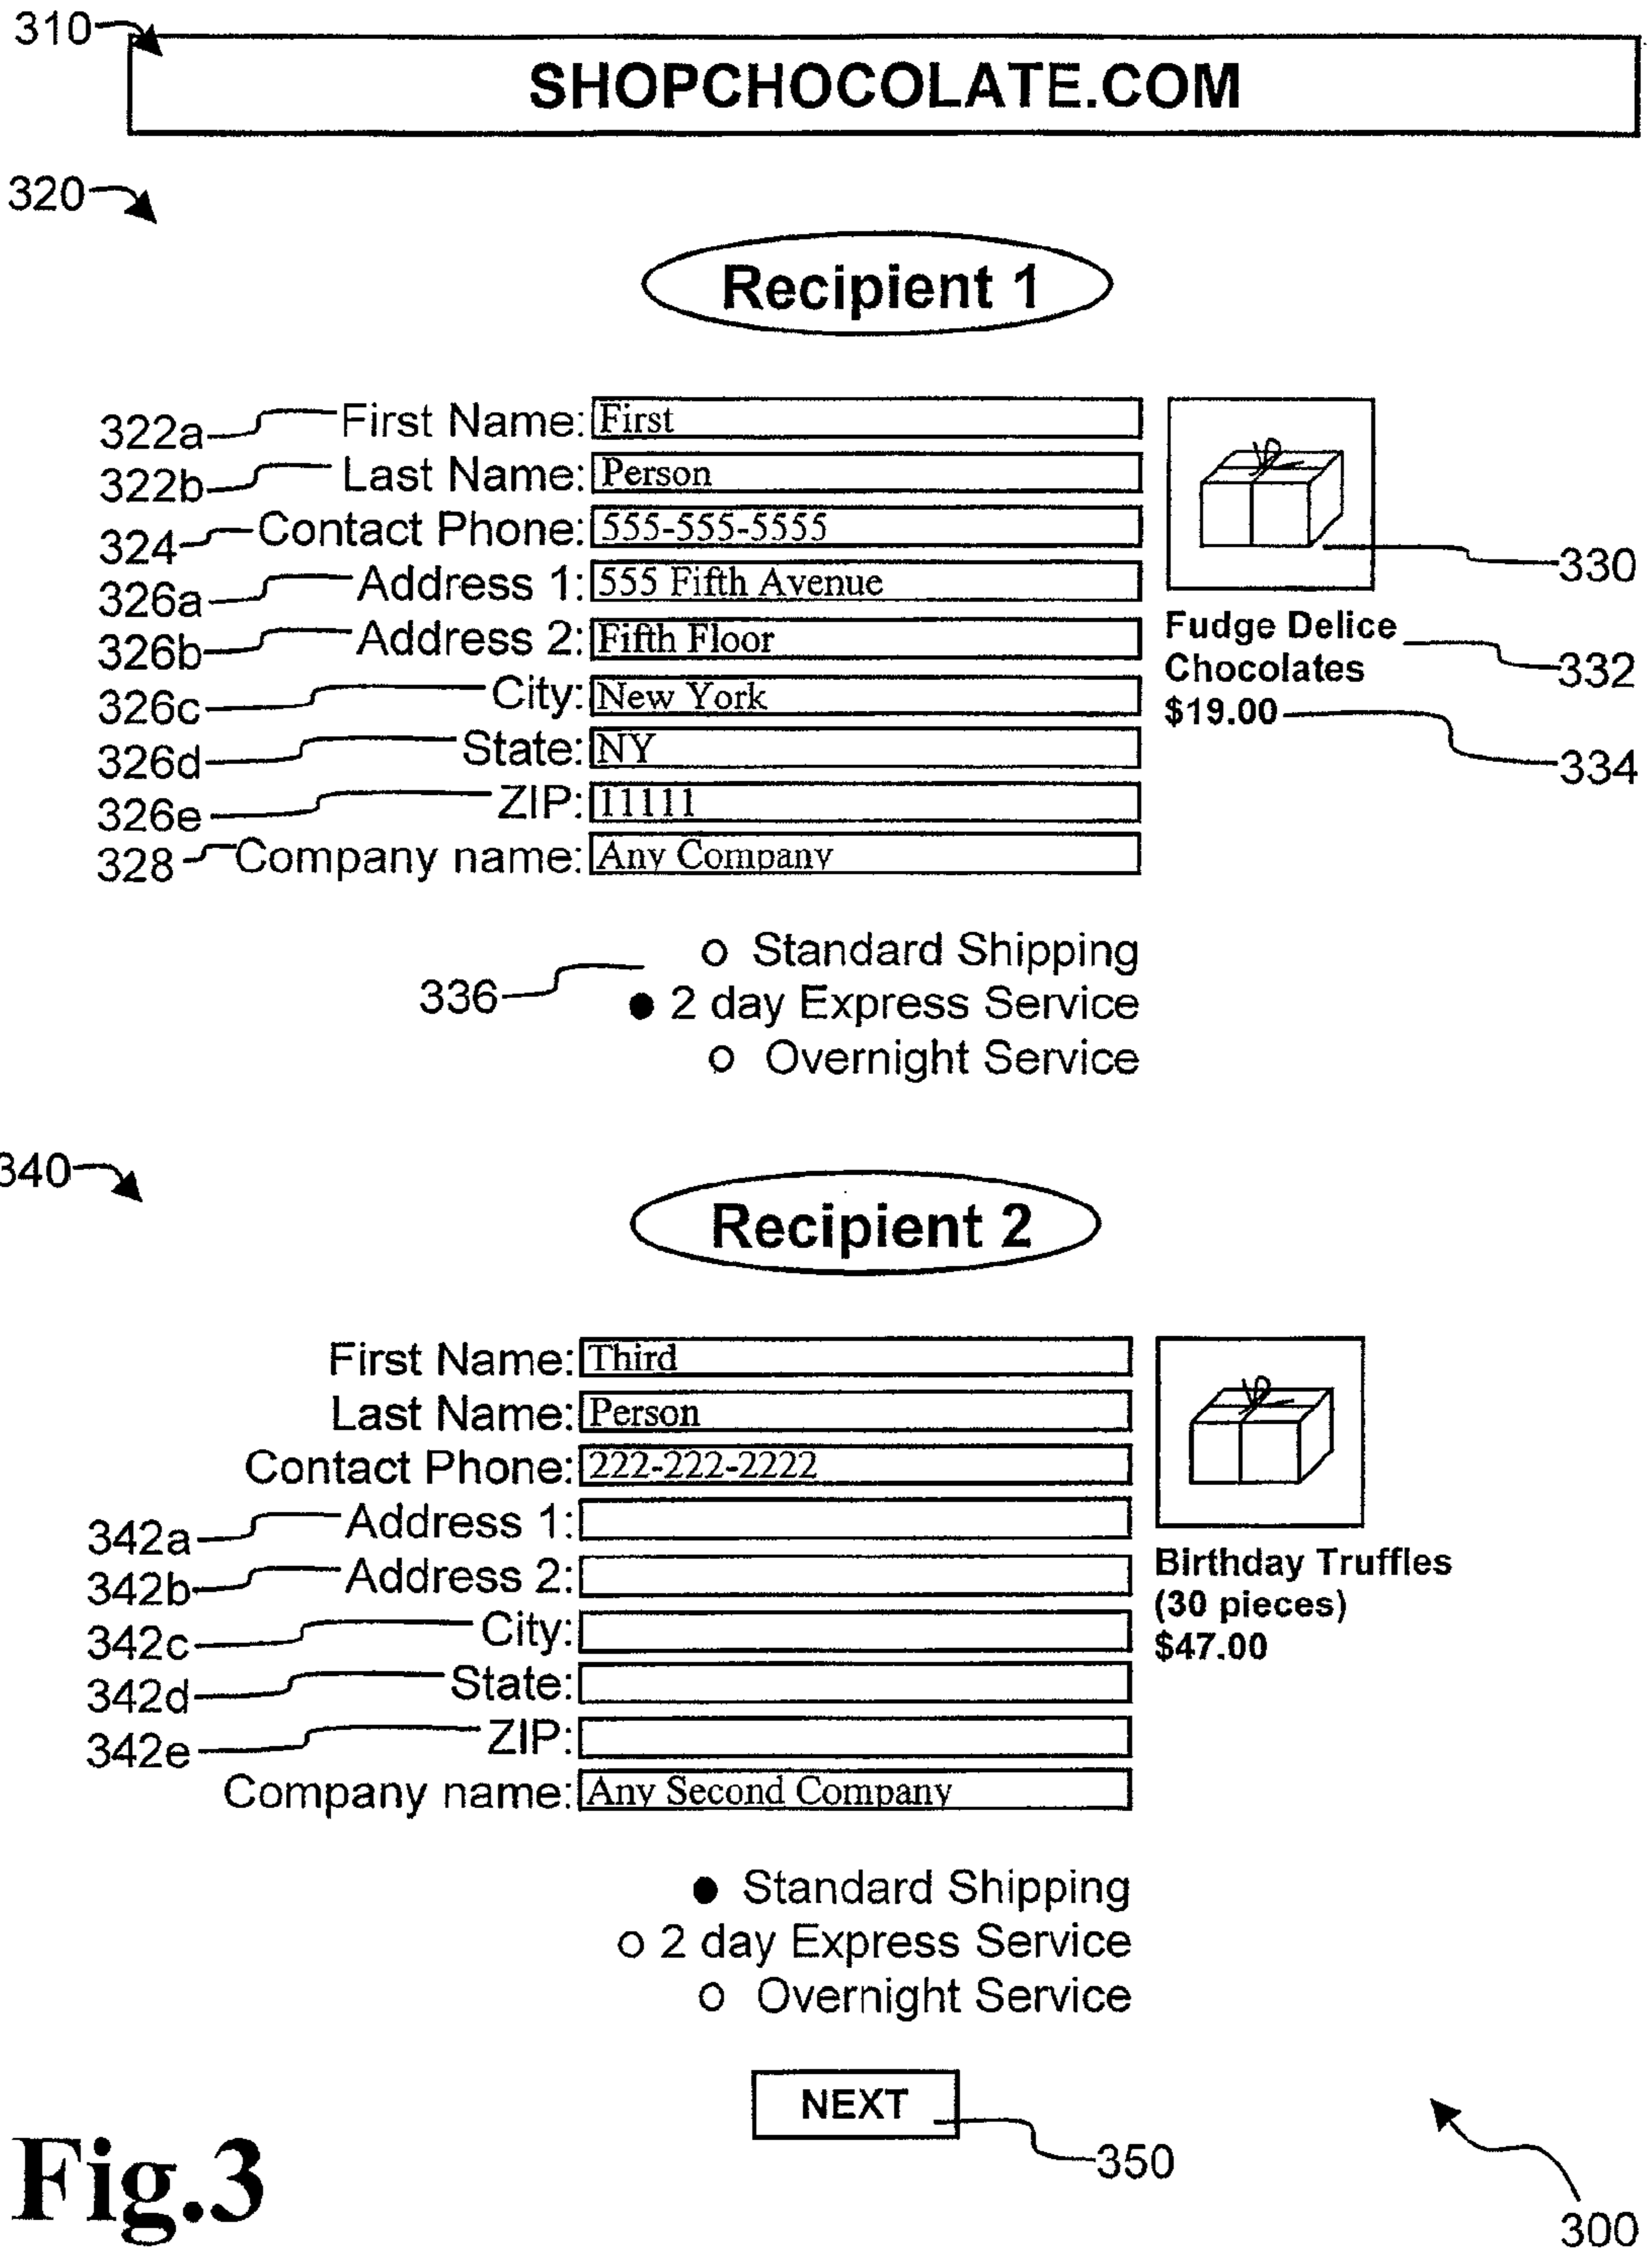 310
SHOPCHOCOLATE.COM
320
Recipient 1
322a First Name: First
322b Last Name: Person
324 Contact Phone: 555-555-5555
326a Address 1: 555 Fifth Avenue
330
326b Address 2: Fifth Floor
Fudge Delice
Chocolates
332
326c City: New York
$19.00
326d State: NY
334
326e ZIP: 11111
328 Company name: Any Company
Standard Shipping
336
2 day Express Service
Overnight Service
340
Recipient 2
First Name: Third
Last Name: Person
Contact Phone: 222-222-2222
342a Address 1:
342b Address 2:
Birthday Truffles
(30 pieces)
$47.00
342c City:
342d State:
342e ZIP:
Company name: Any Second Company
Standard Shipping
2 day Express Service
Overnight Service
NEXT
350
Fig.3
300